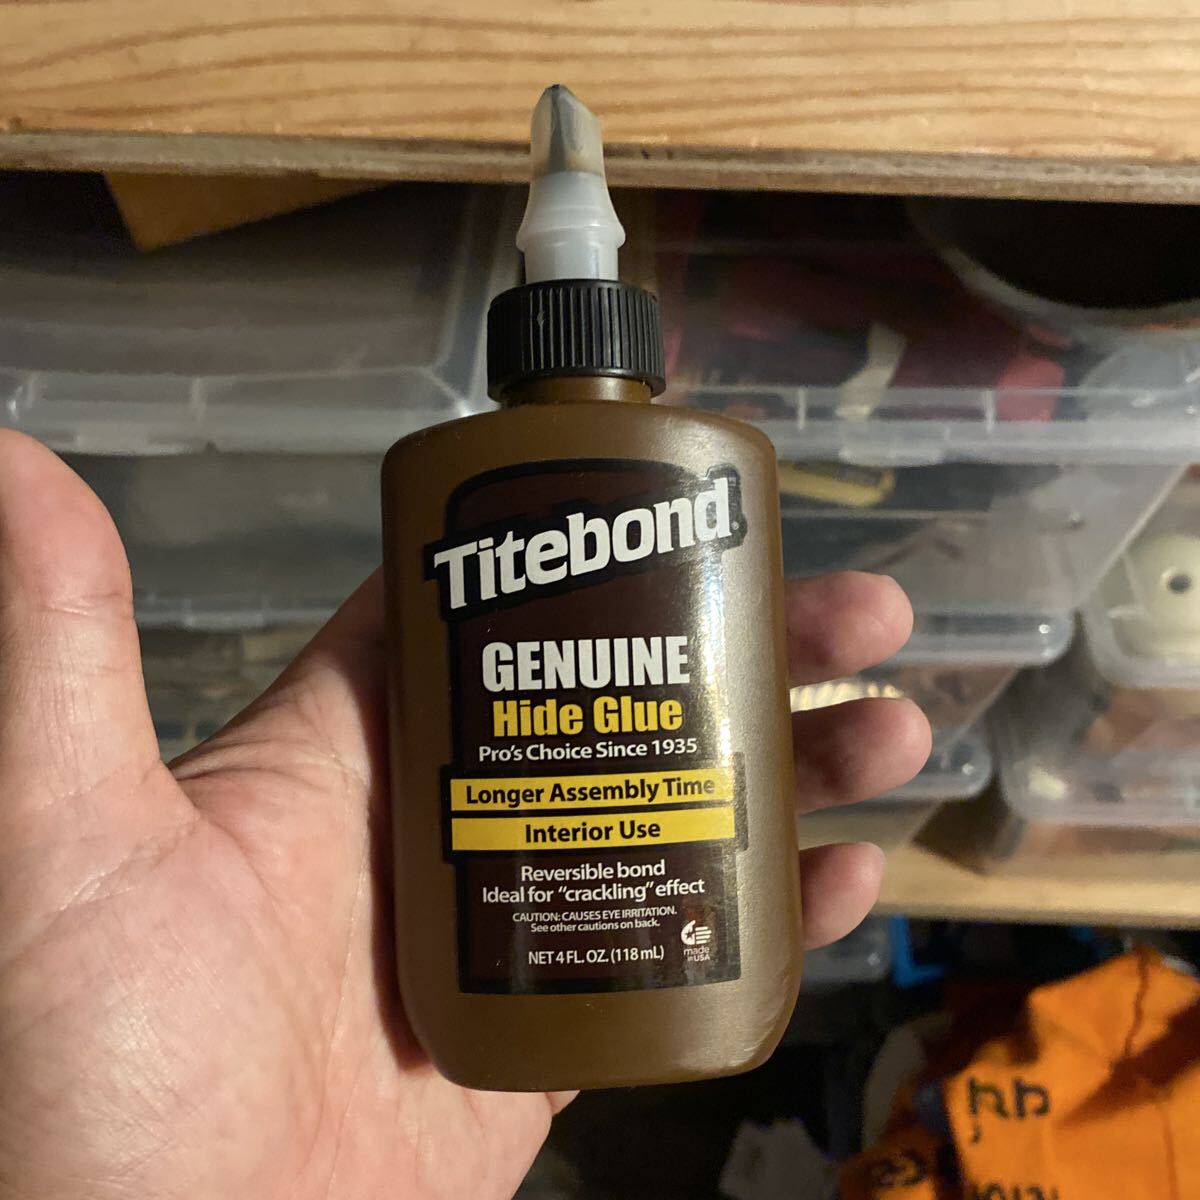 Titebond®
GENUINE
Hide Glue
Pro's Choice Since 1935
Longer Assembly Time
Interior Use
Reversible bond
Ideal for "crackling" effect
CAUTION: CAUSES EYE IRRITATION.
See other cautions on back.
NET 4 FL. OZ. (118 mL)
made
in USA